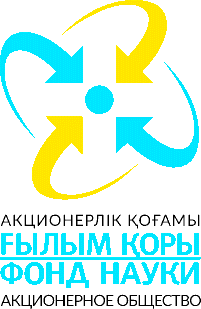 АКЦИОНЕРЛІК ҚОҒАМЫ
ҒЫЛЫМ ҚОРЫ
ФОНД НАУКИ
АКЦИОНЕРНОЕ ОБЩЕСТВО